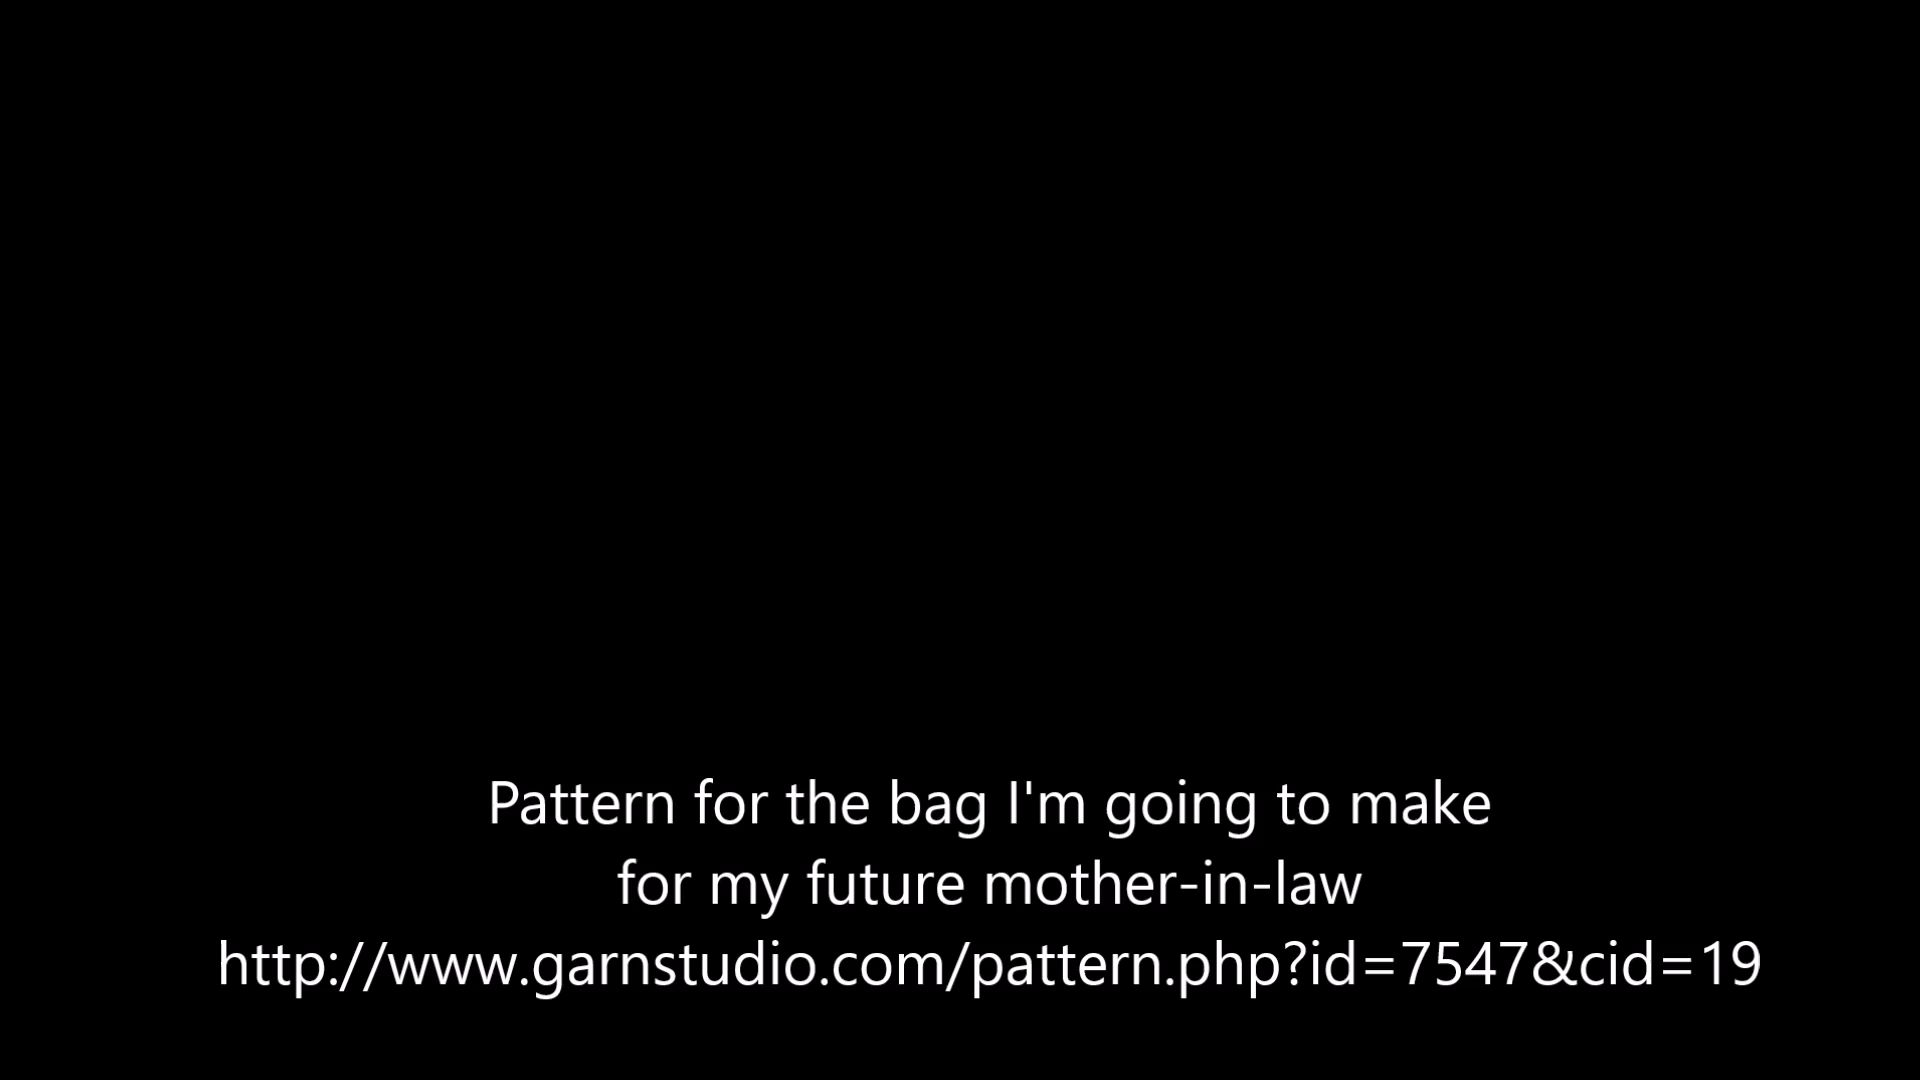 Pattern for the bag I'm going to make
for my future mother-in-law
http://www.garnstudio.com/pattern.php?id=7547&cid=19